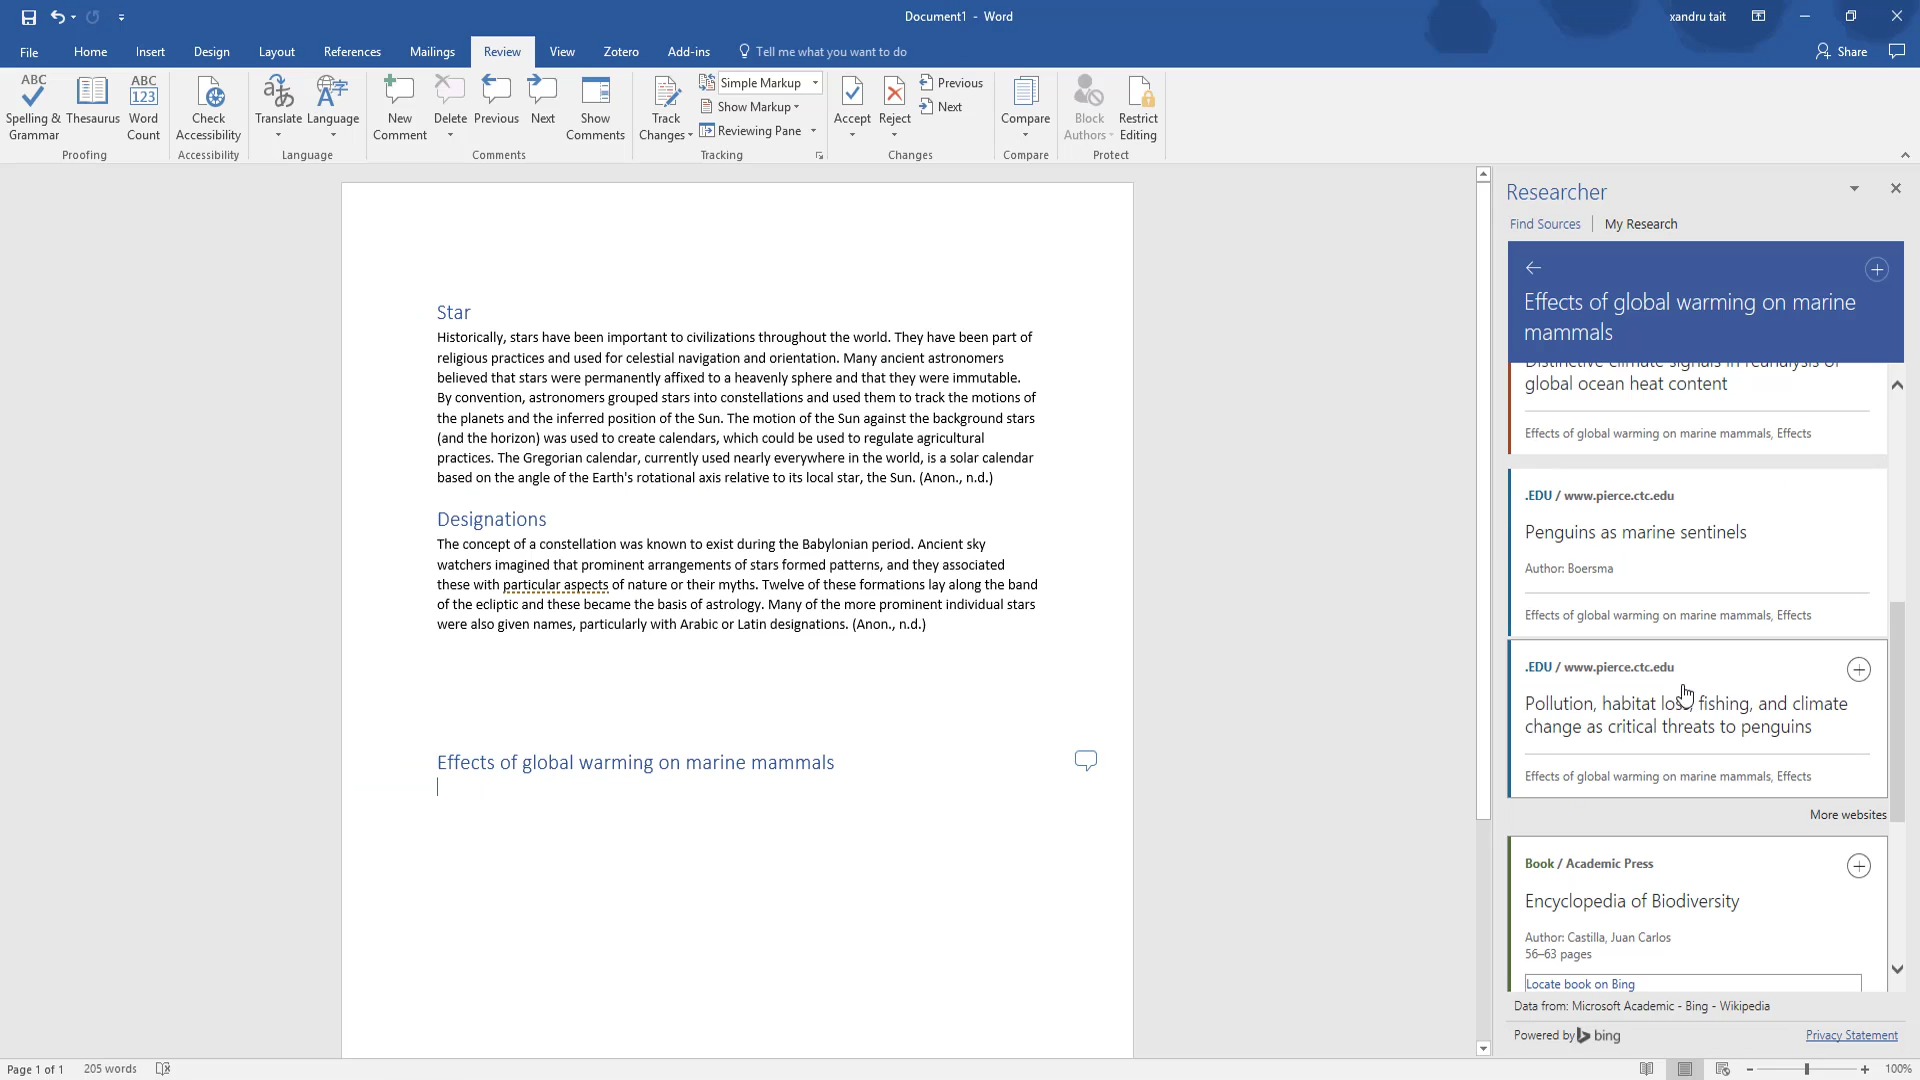 Document1 - Word
xandru tait
File Home Insert Design Layout References Mailings Review View Zotero Add-ins Tell me what you want to do
Share
ABC
Spelling & Grammar
Thesaurus
ABC 123
Word Count
Proofing
Check Accessibility
Accessibility
Translate
Language
Language
New Comment
Delete
Previous
Next
Show Comments
Comments
Track Changes
Simple Markup
Show Markup
Reviewing Pane
Tracking
Accept
Reject
Previous
Next
Changes
Compare
Compare
Block Authors
Restrict Editing
Protect
Star
Historically, stars have been important to civilizations throughout the world. They have been part of
religious practices and used for celestial navigation and orientation. Many ancient astronomers
believed that stars were permanently affixed to a heavenly sphere and that they were immutable.
By convention, astronomers grouped stars into constellations and used them to track the motions of
the planets and the inferred position of the Sun. The motion of the Sun against the background stars
(and the horizon) was used to create calendars, which could be used to regulate agricultural
practices. The Gregorian calendar, currently used nearly everywhere in the world, is a solar calendar
based on the angle of the Earth's rotational axis relative to its local star, the Sun. (Anon., n.d.)
Designations
The concept of a constellation was known to exist during the Babylonian period. Ancient sky
watchers imagined that prominent arrangements of stars formed patterns, and they associated
these with particular aspects of nature or their myths. Twelve of these formations lay along the band
of the ecliptic and these became the basis of astrology. Many of the more prominent individual stars
were also given names, particularly with Arabic or Latin designations. (Anon., n.d.)
Effects of global warming on marine mammals
Researcher
Find Sources
My Research
Effects of global warming on marine
mammals
Distinctive climate signals in reanalysis of
global ocean heat content
Effects of global warming on marine mammals, Effects
.EDU / www.pierce.ctc.edu
Penguins as marine sentinels
Author: Boersma
Effects of global warming on marine mammals, Effects
.EDU / www.pierce.ctc.edu
Pollution, habitat loss, fishing, and climate
change as critical threats to penguins
Effects of global warming on marine mammals, Effects
More websites
Book / Academic Press
Encyclopedia of Biodiversity
Author: Castilla, Juan Carlos
56–63 pages
Locate book on Bing
Data from: Microsoft Academic - Bing - Wikipedia
Powered by bing
Privacy Statement
Page 1 of 1
205 words
100%